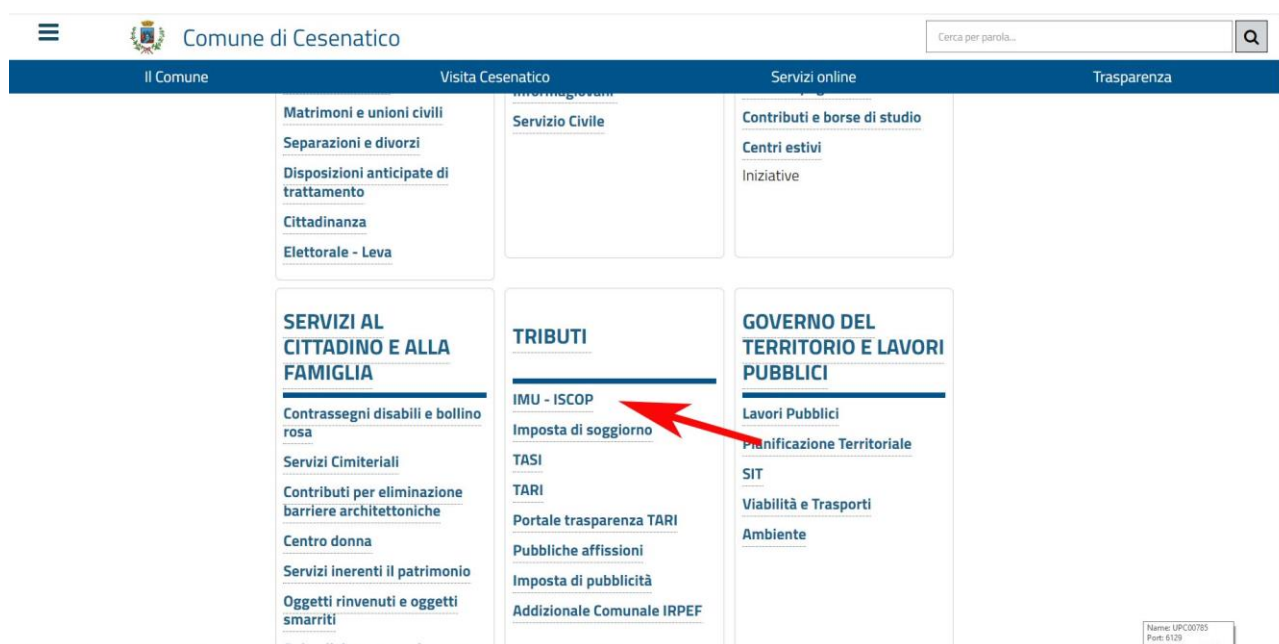 Comune di Cesenatico
Cerca per parola...
Il Comune
Visita Cesenatico
Servizi online
Trasparenza
Matrimoni e unioni civili
Separazioni e divorzi
Disposizioni anticipate di
trattamento
Cittadinanza
Elettorale - Leva
Informagiovani
Servizio Civile
Contributi e borse di studio
Centri estivi
Iniziative
SERVIZI AL
CITTADINO E ALLA
FAMIGLIA
Contrassegni disabili e bollino
rosa
Servizi Cimiteriali
Contributi per eliminazione
barriere architettoniche
Centro donna
Servizi inerenti il patrimonio
Oggetti rinvenuti e oggetti
smarriti
TRIBUTI
IMU - ISCOP
Imposta di soggiorno
TASI
TARI
Portale trasparenza TARI
Pubbliche affissioni
Imposta di pubblicità
Addizionale Comunale IRPEF
GOVERNO DEL
TERRITORIO E LAVORI
PUBBLICI
Lavori Pubblici
Pianificazione Territoriale
SIT
Viabilità e Trasporti
Ambiente
Name: UPC00785
Port: 6129